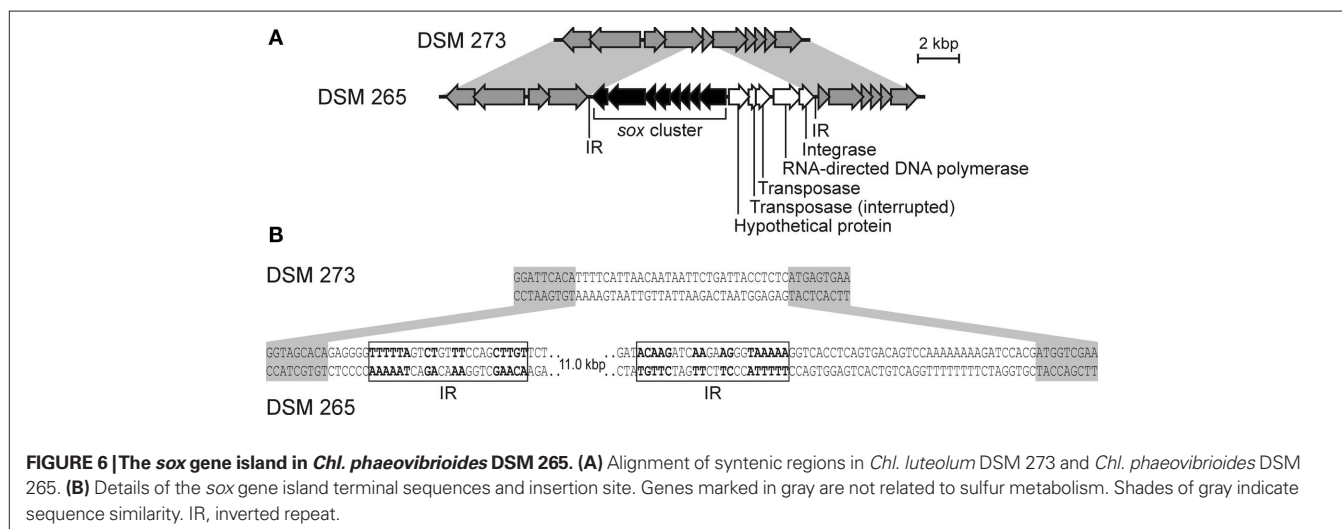 A
DSM 273
2 kbp
DSM 265
IR
sox cluster
IR
Integrase
RNA-directed DNA polymerase
Transposase
Transposase (interrupted)
Hypothetical protein
B
DSM 273
GGATTCACATTTTCATTAACAATAATTCTGATTACCTCTCATGAGTGAA
CCTAAGTGTAAAAGTAATTGTTATTAAGACTAATGGAGAGTACTCACTT
GGTAGCACAGAGGGGTTTTTAGTCTGTTTCCAGCTTGTTCT.. 11.0 kbp ..GATACAAGATCAAGAAGGGTAAAAAGGTCACCTCAGTGACAGTCCAAAAAAAAGATCCACGATGGTCGAA
CCATCGTGTCTCCCCAAAAATCAGACAAAGGTCGAACAAGA.. ..CTATGTTCTAGTTCTTCCCATTTTTCCAGTGGAGTCACTGTCAGGTTTTTTTTCTAGGTGCTACCAGCTT
IR
IR
DSM 265
FIGURE 6 | The sox gene island in Chl. phaeovibrioides DSM 265. (A) Alignment of syntenic regions in Chl. luteolum DSM 273 and Chl. phaeovibrioides DSM
265. (B) Details of the sox gene island terminal sequences and insertion site. Genes marked in gray are not related to sulfur metabolism. Shades of gray indicate
sequence similarity. IR, inverted repeat.